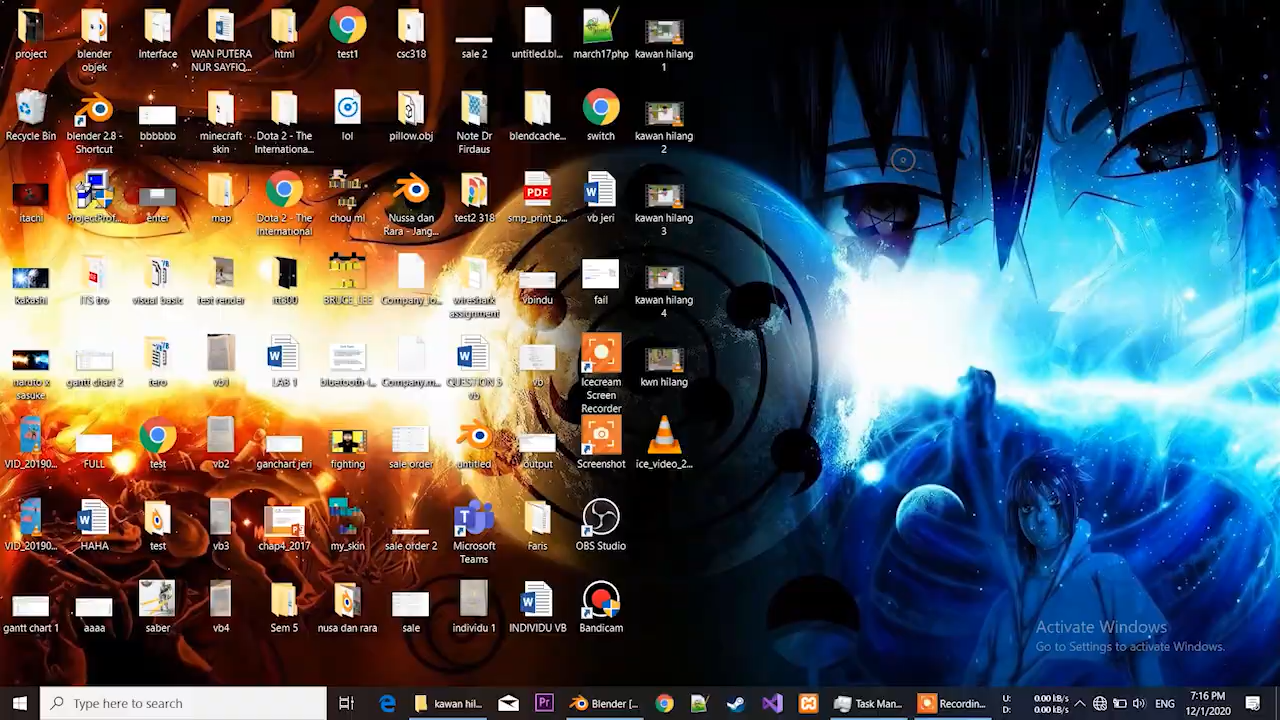 project
blender
objek
Interface
WAN PUTERA
NUR SAYFIQ...
html
test1
csc318
sale 2
untitled.bl...
march17php
kawan hilang
1
Recycle Bin
blender 2.8 -
Shortcut
bbbbbb
minecraft
skin
Dota 2 - The
Internationa...
lol
pillow.obj
Note Dr
Firdaus
blendcache...
switch
kawan hilang
2
itachi
ProjectProf...
enter
map
Dota 2 - The
International
chou ml
Nussa dan
Rara - Jang...
test2 318
smp_print_p...
vb jeri
kawan hilang
3
kakashi
ITS tro
visual basic
test render
itt600
BRUCE_LEE
Company_lo...
wireshark
assignment
vbindu
fail
kawan hilang
4
naruto x
sasuke
gantt chart 2
tero
vb1
LAB 1
bluetooth-l...
Company.m...
QUESTION 5
vb
vb
Icecream
Screen
Recorder
kwn hilang
VID_20190...
FULL
test
vb2
ganchart jeri
fighting
sale order
untitled
output
Screenshot
ice_video_2...
VID_20190...
HAHA
test
vb3
chap4_2017
my_skin
sale order 2
Microsoft
Teams
Faris
OBS Studio
gantt chart 1
aaaa
saber
vb4
Sem 5
nusa dan rara
sale
individu 1
INDIVIDU VB
Bandicam
Activate Windows
Go to Settings to activate Windows.
Type here to search
kawan hil...
Blender [...
Task Man...
Recordin...
U: 0.00 kB/s
D: 0.00 kB/s
ENG
7:16 PM
12/1/2020